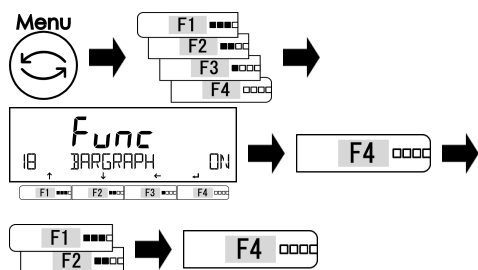 Menu
F1
F2
F3
F4
Func
18 BARGRAPH ON
↑ ↓ ← ↵
F1 F2 F3 F4
F4
F1
F2
F4